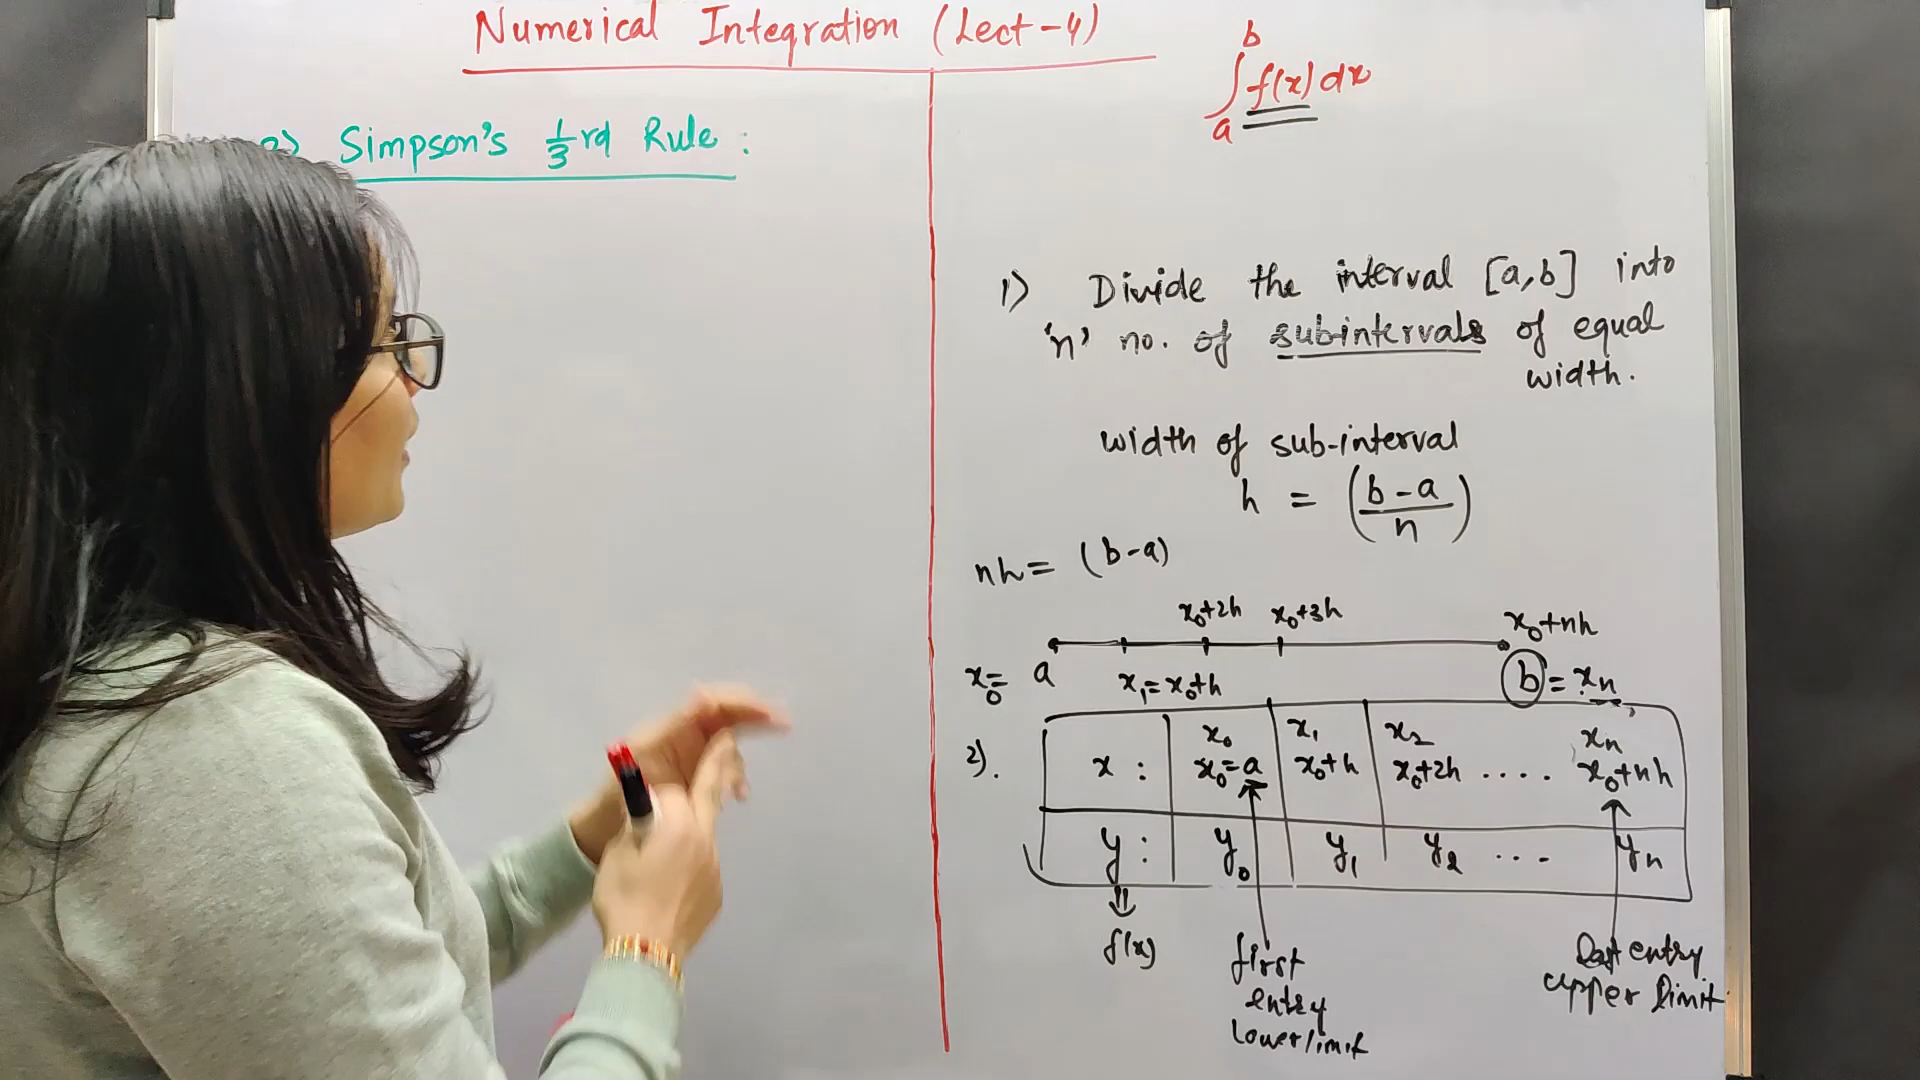 Numerical Integration (Lect-4)
Simpson's 1/3 rd Rule :
∫_a^b f(x) dx
1) Divide the interval [a,b] into
'n' no. of subintervals of equal
width.
width of sub-interval
h = (b-a/n)
nh = (b-a)
x₀+2h x₀+3h x₀+nh
x₀= a x₁=x₀+h b = xₙ
2). x : x₀ x₁ x₂ xₙ
x₀=a x₀+h x₀+2h .... x₀+nh
y : y₀ y₁ y₂ ... yₙ
f(x)
first
entry
lower limit
Last entry
upper limit